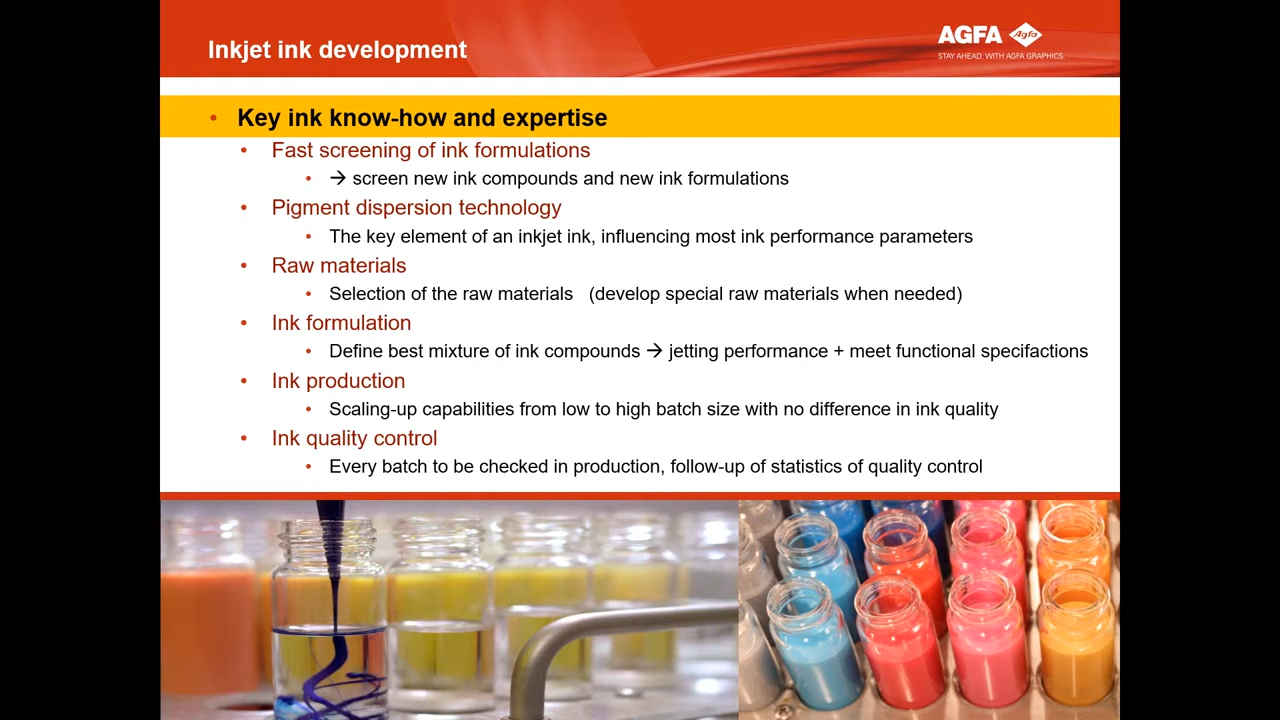 Inkjet ink development
AGFA Agfa
STAY AHEAD. WITH AGFA GRAPHICS.
• Key ink know-how and expertise
• Fast screening of ink formulations
• → screen new ink compounds and new ink formulations
• Pigment dispersion technology
• The key element of an inkjet ink, influencing most ink performance parameters
• Raw materials
• Selection of the raw materials (develop special raw materials when needed)
• Ink formulation
• Define best mixture of ink compounds → jetting performance + meet functional specifactions
• Ink production
• Scaling-up capabilities from low to high batch size with no difference in ink quality
• Ink quality control
• Every batch to be checked in production, follow-up of statistics of quality control